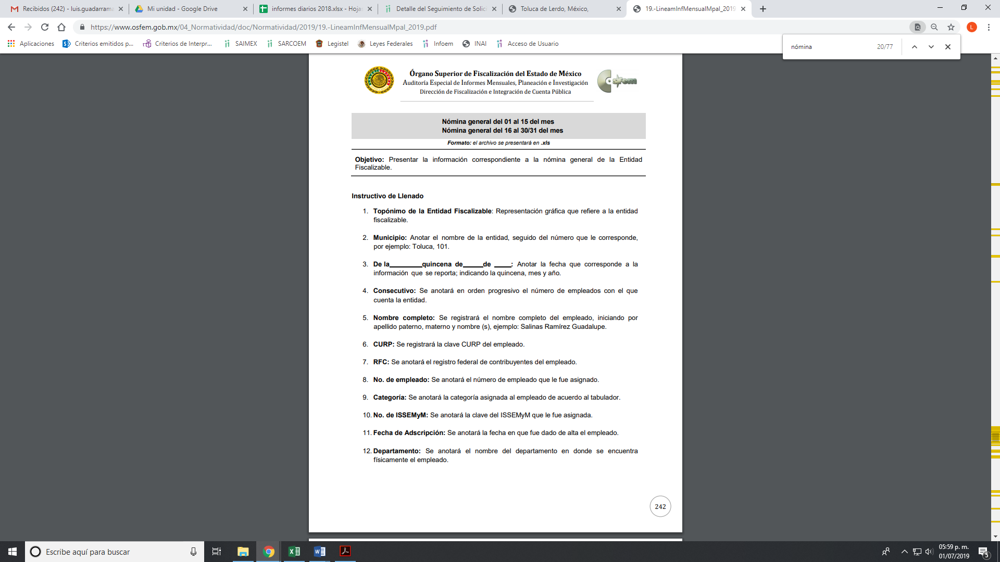 Recibidos (242) - luis.guadarrama
Mi unidad - Google Drive
informes diarios 2018.xlsx - Hojas
Detalle del Seguimiento de Solici
Toluca de Lerdo, México,
19.-LineamInfMensualMpal_2019
https://www.osfem.gob.mx/04_Normatividad/doc/Normatividad/2019/19.-LineamInfMensualMpal_2019.pdf
L
Aplicaciones
Criterios emitidos p...
Criterios de Interpr...
SAIMEX
SARCOEM
Legistel
Leyes Federales
Infoem
INAI
Acceso de Usuario
nómina 20/77
Órgano Superior de Fiscalización del Estado de México
Auditoría Especial de Informes Mensuales, Planeación e Investigación
Dirección de Fiscalización e Integración de Cuenta Pública
osfem
Nómina general del 01 al 15 del mes
Nómina general del 16 al 30/31 del mes
Formato: el archivo se presentará en .xls
Objetivo: Presentar la información correspondiente a la nómina general de la Entidad
Fiscalizable.
Instructivo de Llenado
1. Topónimo de la Entidad Fiscalizable: Representación gráfica que refiere a la entidad
fiscalizable.
2. Municipio: Anotar el nombre de la entidad, seguido del número que le corresponde,
por ejemplo: Toluca, 101.
3. De la_________quincena de______de _____: Anotar la fecha que corresponde a la
información que se reporta; indicando la quincena, mes y año.
4. Consecutivo: Se anotará en orden progresivo el número de empleados con el que
cuenta la entidad.
5. Nombre completo: Se registrará el nombre completo del empleado, iniciando por
apellido paterno, materno y nombre (s), ejemplo: Salinas Ramírez Guadalupe.
6. CURP: Se registrará la clave CURP del empleado.
7. RFC: Se anotará el registro federal de contribuyentes del empleado.
8. No. de empleado: Se anotará el número de empleado que le fue asignado.
9. Categoría: Se anotará la categoría asignada al empleado de acuerdo al tabulador.
10. No. de ISSEMyM: Se anotará la clave del ISSEMyM que le fue asignada.
11. Fecha de Adscripción: Se anotará la fecha en que fue dado de alta el empleado.
12. Departamento: Se anotará el nombre del departamento en donde se encuentra
físicamente el empleado.
242
Escribe aquí para buscar
05:59 p. m.
01/07/2019
5